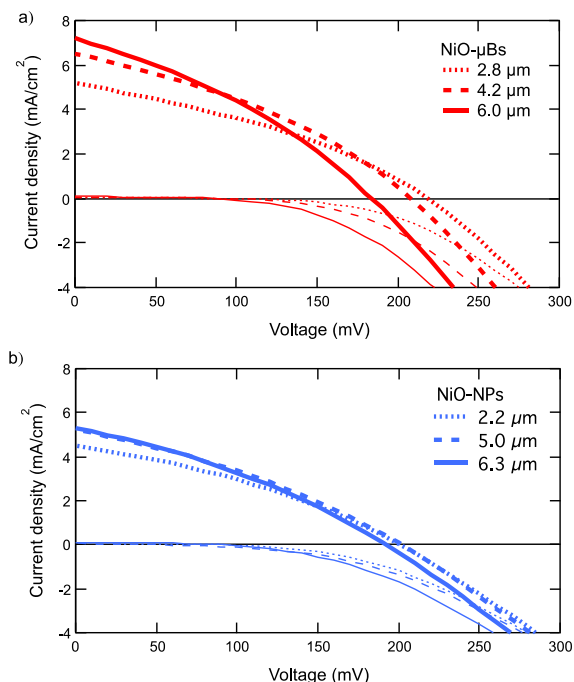 a)
8
6
4
2
0
-2
-4
Current density (mA/cm²)
NiO-µBs
2.8 µm
4.2 µm
6.0 µm
0
50
100
150
200
250
300
Voltage (mV)
b)
8
6
4
2
0
-2
-4
Current density (mA/cm²)
NiO-NPs
2.2 µm
5.0 µm
6.3 µm
0
50
100
150
200
250
300
Voltage (mV)